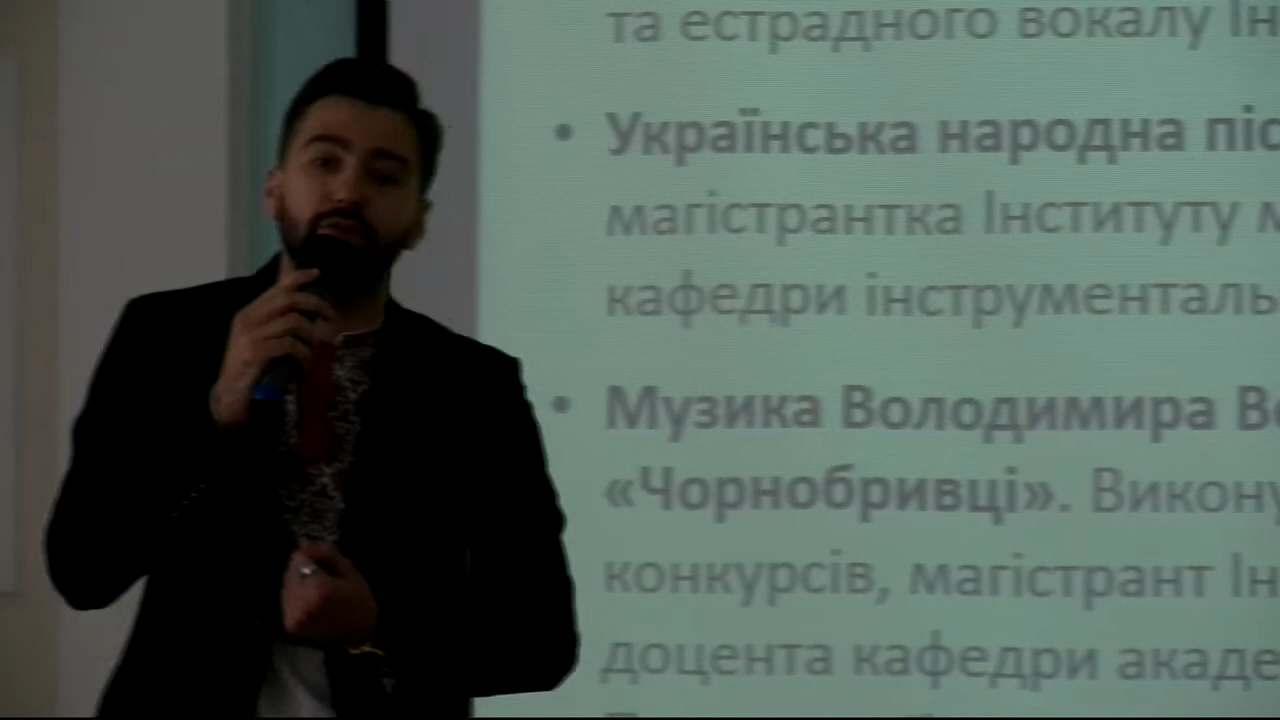 та естрадного вокалу Ін
• Українська народна піс
магістрантка Інституту м
кафедри інструменталь
• Музика Володимира Ве
«Чорнобривці». Викону
конкурсів, магістрант Ін
доцента кафедри акаде